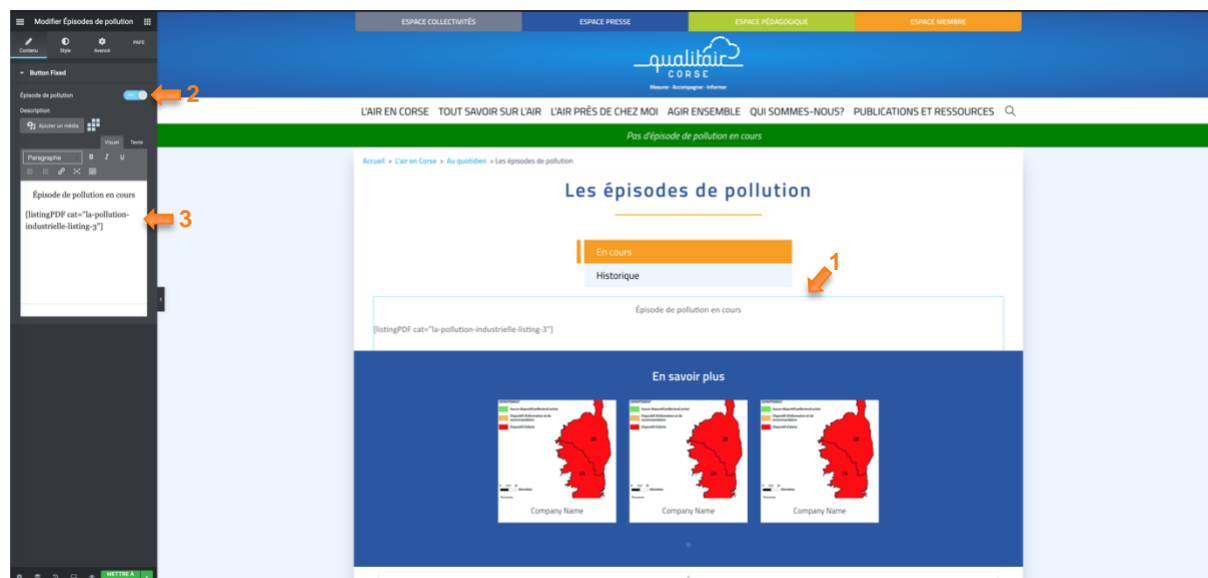 Modifier Épisodes de pollution
Contenu Style Avancé PAFE
Button Fixed
Épisode de pollution
2
Description
Ajouter un média
Visuel Texte
Paragraphe B I U
Épisode de pollution en cours
[listingPDF cat="la-pollution-
industrielle-listing-3"]
3
METTRE À
ESPACE COLLECTIVITÉS ESPACE PRESSE ESPACE PÉDAGOGIQUE ESPACE MEMBRE
qualitair
CORSE
Mesurer - Accompagner - Informer
L'AIR EN CORSE TOUT SAVOIR SUR L'AIR L'AIR PRÈS DE CHEZ MOI AGIR ENSEMBLE QUI SOMMES-NOUS? PUBLICATIONS ET RESSOURCES
Pas d'épisode de pollution en cours
Accueil > L'air en Corse > Au quotidien > Les épisodes de pollution
Les épisodes de pollution
En cours
1
Historique
Épisode de pollution en cours
[listingPDF cat="la-pollution-industrielle-listing-3"]
En savoir plus
Company Name Company Name Company Name